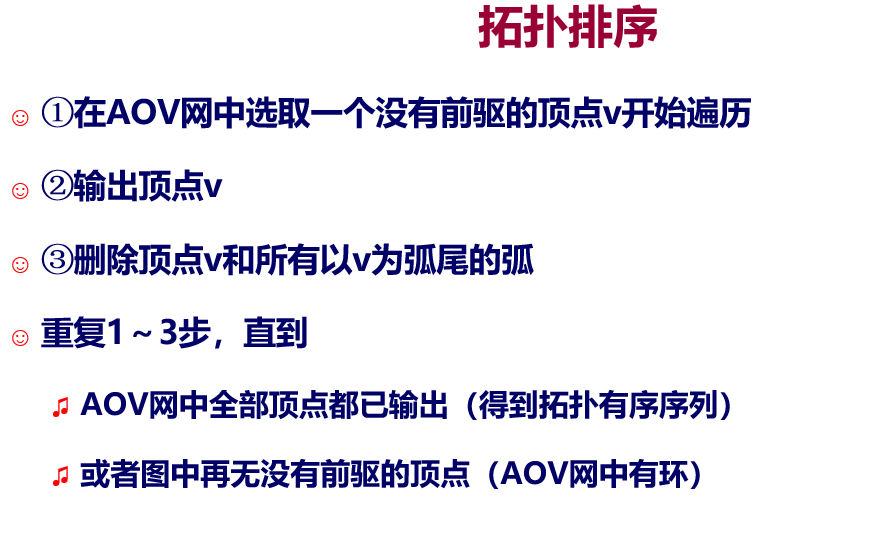 拓扑排序
☺ ①在AOV网中选取一个没有前驱的顶点v开始遍历
☺ ②输出顶点v
☺ ③删除顶点v和所有以v为弧尾的弧
☺ 重复1～3步，直到
♫ AOV网中全部顶点都已输出（得到拓扑有序序列）
♫ 或者图中再无没有前驱的顶点（AOV网中有环）